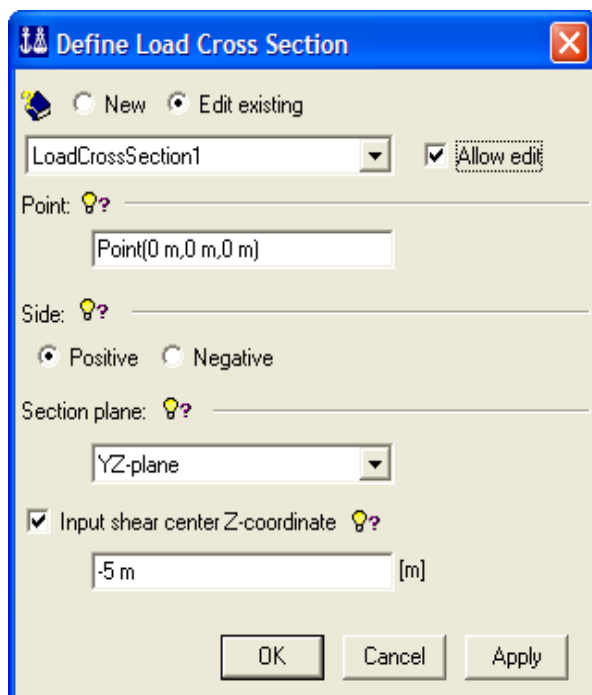 Define Load Cross Section
New Edit existing
LoadCrossSection1 Allow edit
Point: ?
Point(0 m,0 m,0 m)
Side: ?
Positive Negative
Section plane: ?
YZ-plane
Input shear center Z-coordinate ?
-5 m [m]
OK Cancel Apply